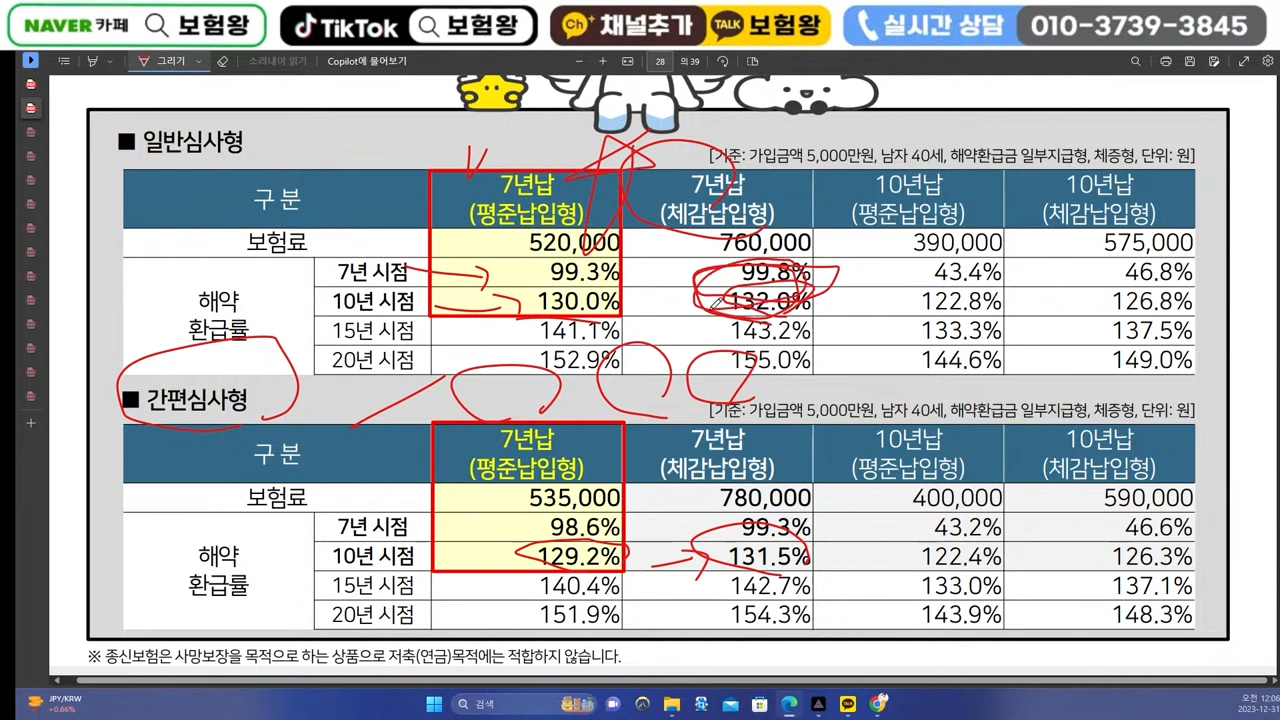 NAVER 카페 보험왕
TikTok 보험왕
Ch+ 채널추가 TALK 보험왕
실시간 상담 010-3739-3845
그리기 소리내어 읽기 Copilot에 물어보기 28 의 39
■ 일반심사형
[기준: 가입금액 5,000만원, 남자 40세, 해약환급금 일부지급형, 체증형, 단위: 원]
구 분 7년납 (평준납입형) 7년납 (체감납입형) 10년납 (평준납입형) 10년납 (체감납입형)
보험료 520,000 760,000 390,000 575,000
해약 환급률
7년 시점 99.3% 99.8% 43.4% 46.8%
10년 시점 130.0% 132.0% 122.8% 126.8%
15년 시점 141.1% 143.2% 133.3% 137.5%
20년 시점 152.9% 155.0% 144.6% 149.0%
■ 간편심사형
[기준: 가입금액 5,000만원, 남자 40세, 해약환급금 일부지급형, 체증형, 단위: 원]
구 분 7년납 (평준납입형) 7년납 (체감납입형) 10년납 (평준납입형) 10년납 (체감납입형)
보험료 535,000 780,000 400,000 590,000
해약 환급률
7년 시점 98.6% 99.3% 43.2% 46.6%
10년 시점 129.2% 131.5% 122.4% 126.3%
15년 시점 140.4% 142.7% 133.0% 137.1%
20년 시점 151.9% 154.3% 143.9% 148.3%
※ 종신보험은 사망보장을 목적으로 하는 상품으로 저축(연금)목적에는 적합하지 않습니다.
JPY/KRW
+0.66%
검색
오전 12:06
2023-12-31